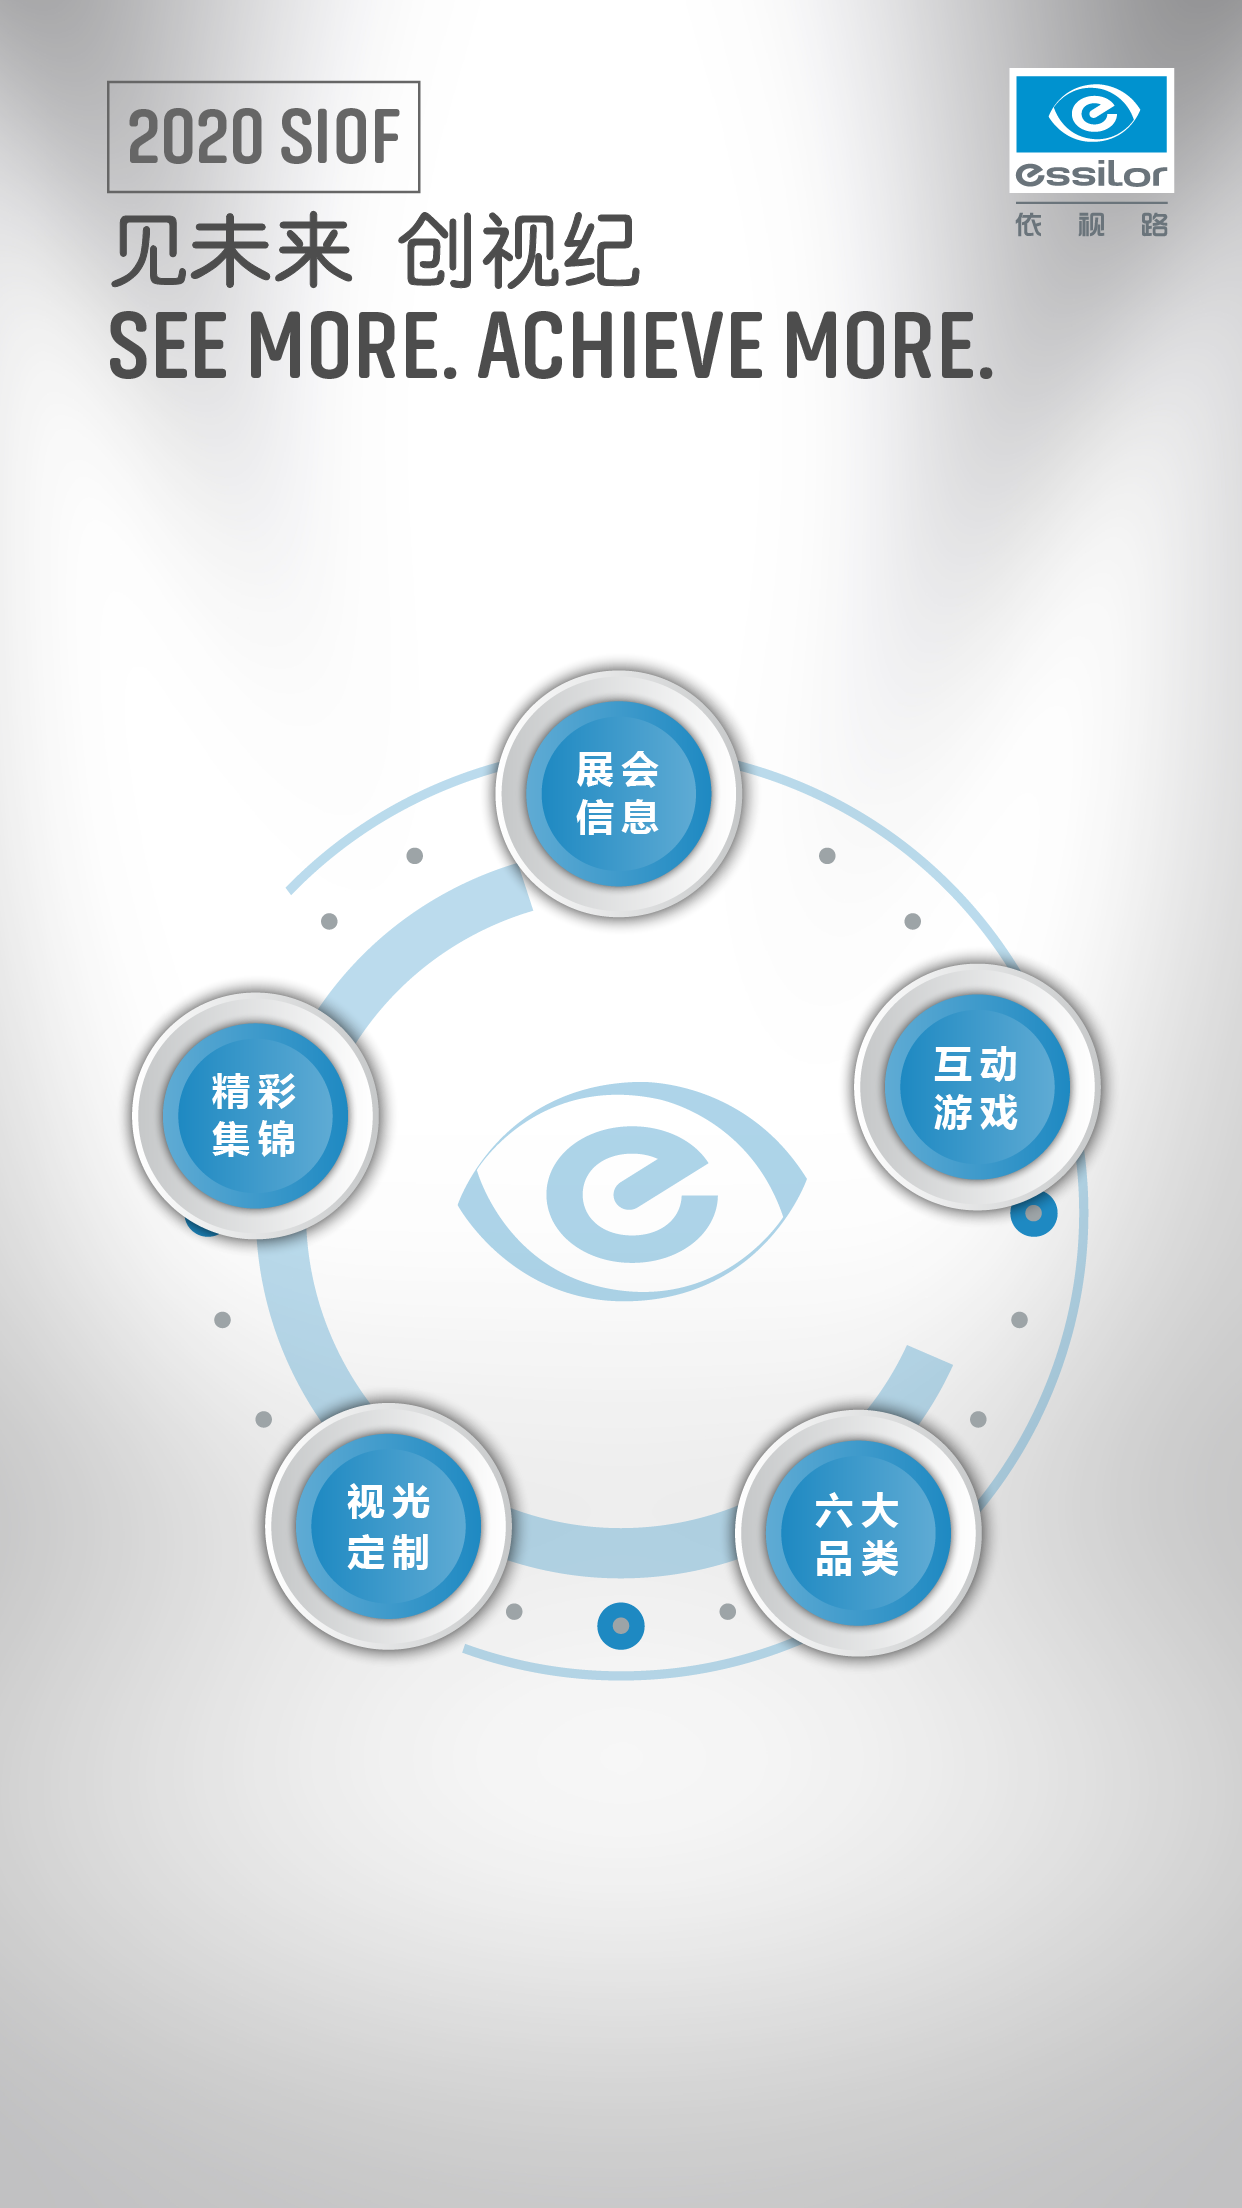 2020 SIOF
essilor
依视路
见未来 创视纪
SEE MORE. ACHIEVE MORE.
展会
信息
互动
游戏
精彩
集锦
视光
定制
六大
品类